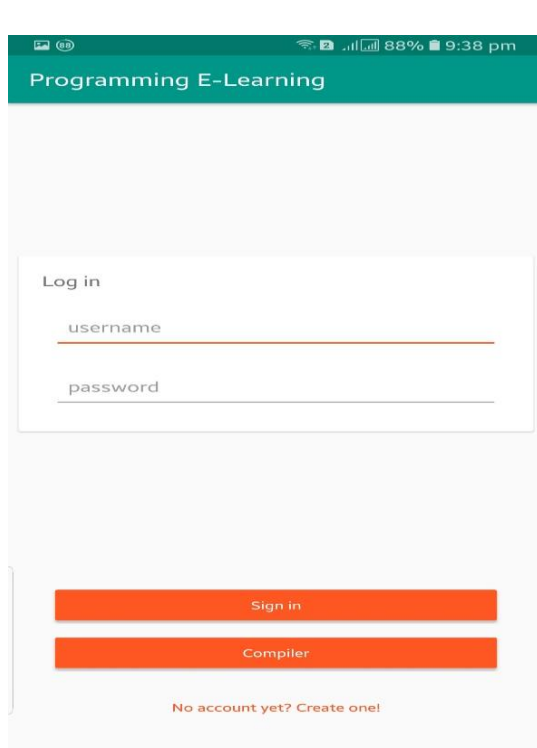 88% 9:38 pm
Programming E-Learning
Log in
username
password
Sign in
Compiler
No account yet? Create one!